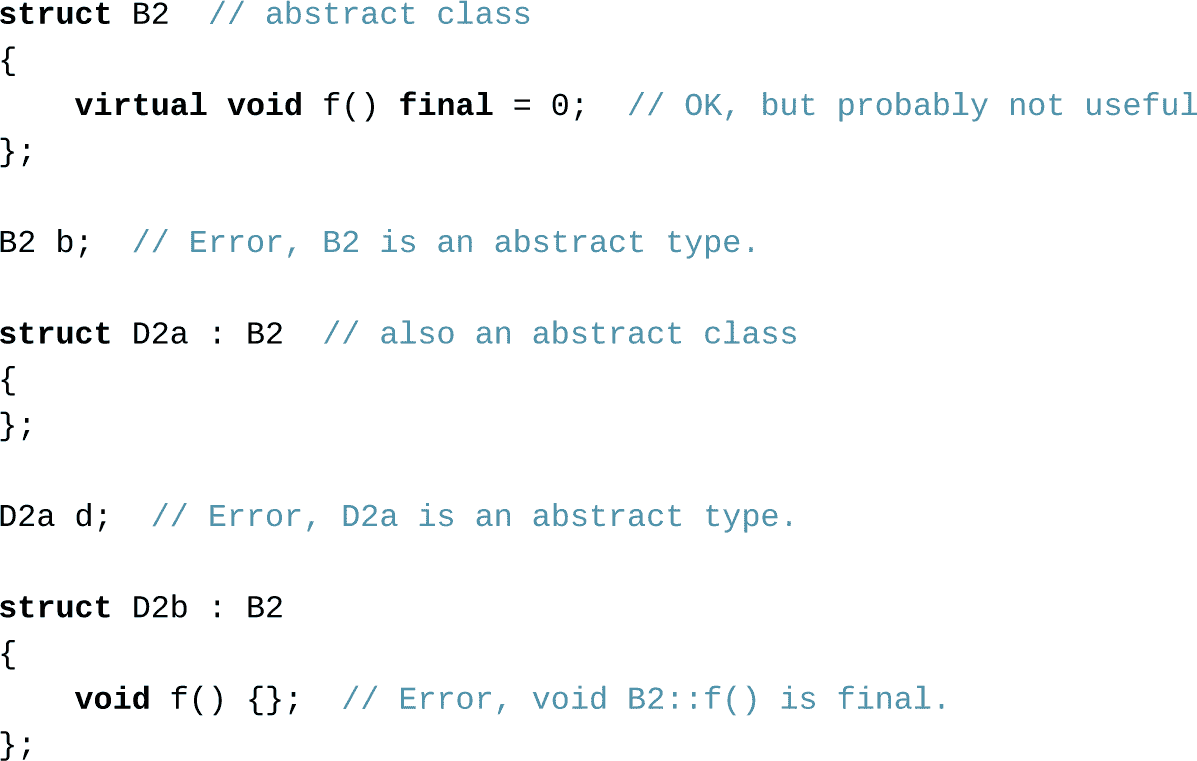 struct B2  // abstract class
{
    virtual void f() final = 0;  // OK, but probably not useful
};
B2 b;  // Error, B2 is an abstract type.
struct D2a : B2  // also an abstract class
{
};
D2a d;  // Error, D2a is an abstract type.
struct D2b : B2
{
    void f() {};  // Error, void B2::f() is final.
};